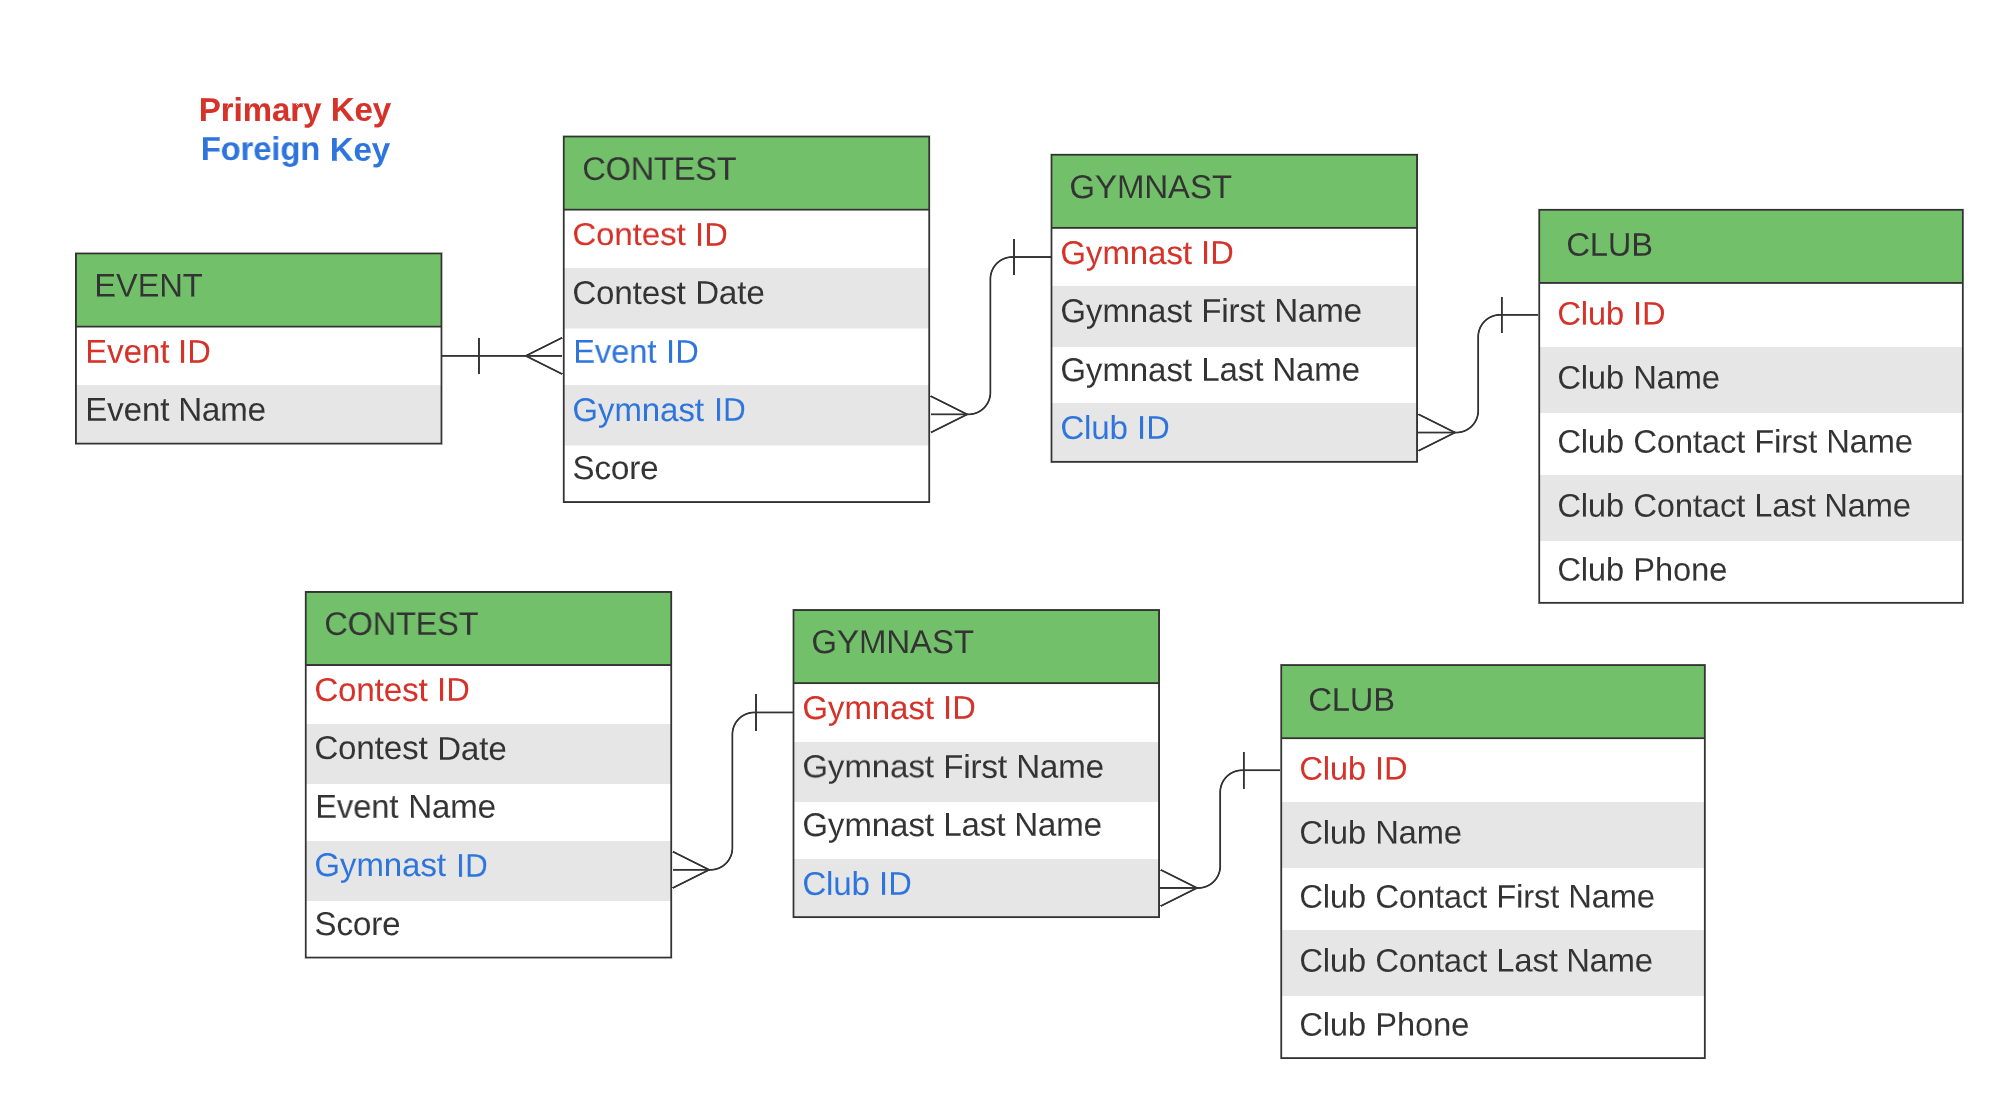 Primary Key
Foreign Key
EVENT
Event ID
Event Name
CONTEST
Contest ID
Contest Date
Event ID
Gymnast ID
Score
GYMNAST
Gymnast ID
Gymnast First Name
Gymnast Last Name
Club ID
CLUB
Club ID
Club Name
Club Contact First Name
Club Contact Last Name
Club Phone
CONTEST
Contest ID
Contest Date
Event Name
Gymnast ID
Score
GYMNAST
Gymnast ID
Gymnast First Name
Gymnast Last Name
Club ID
CLUB
Club ID
Club Name
Club Contact First Name
Club Contact Last Name
Club Phone